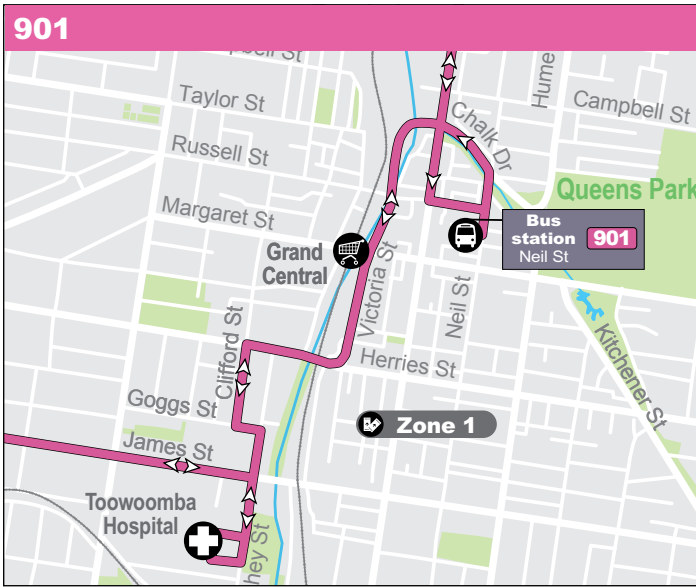 901
Taylor St
Hume
Campbell St
Chalk Dr
Russell St
Queens Park
Margaret St
Bus
station 901
Neil St
Grand
Central
Victoria St
Neil St
Clifford St
Herries St
Kitchener St
Goggs St
Zone 1
James St
Toowoomba
Hospital